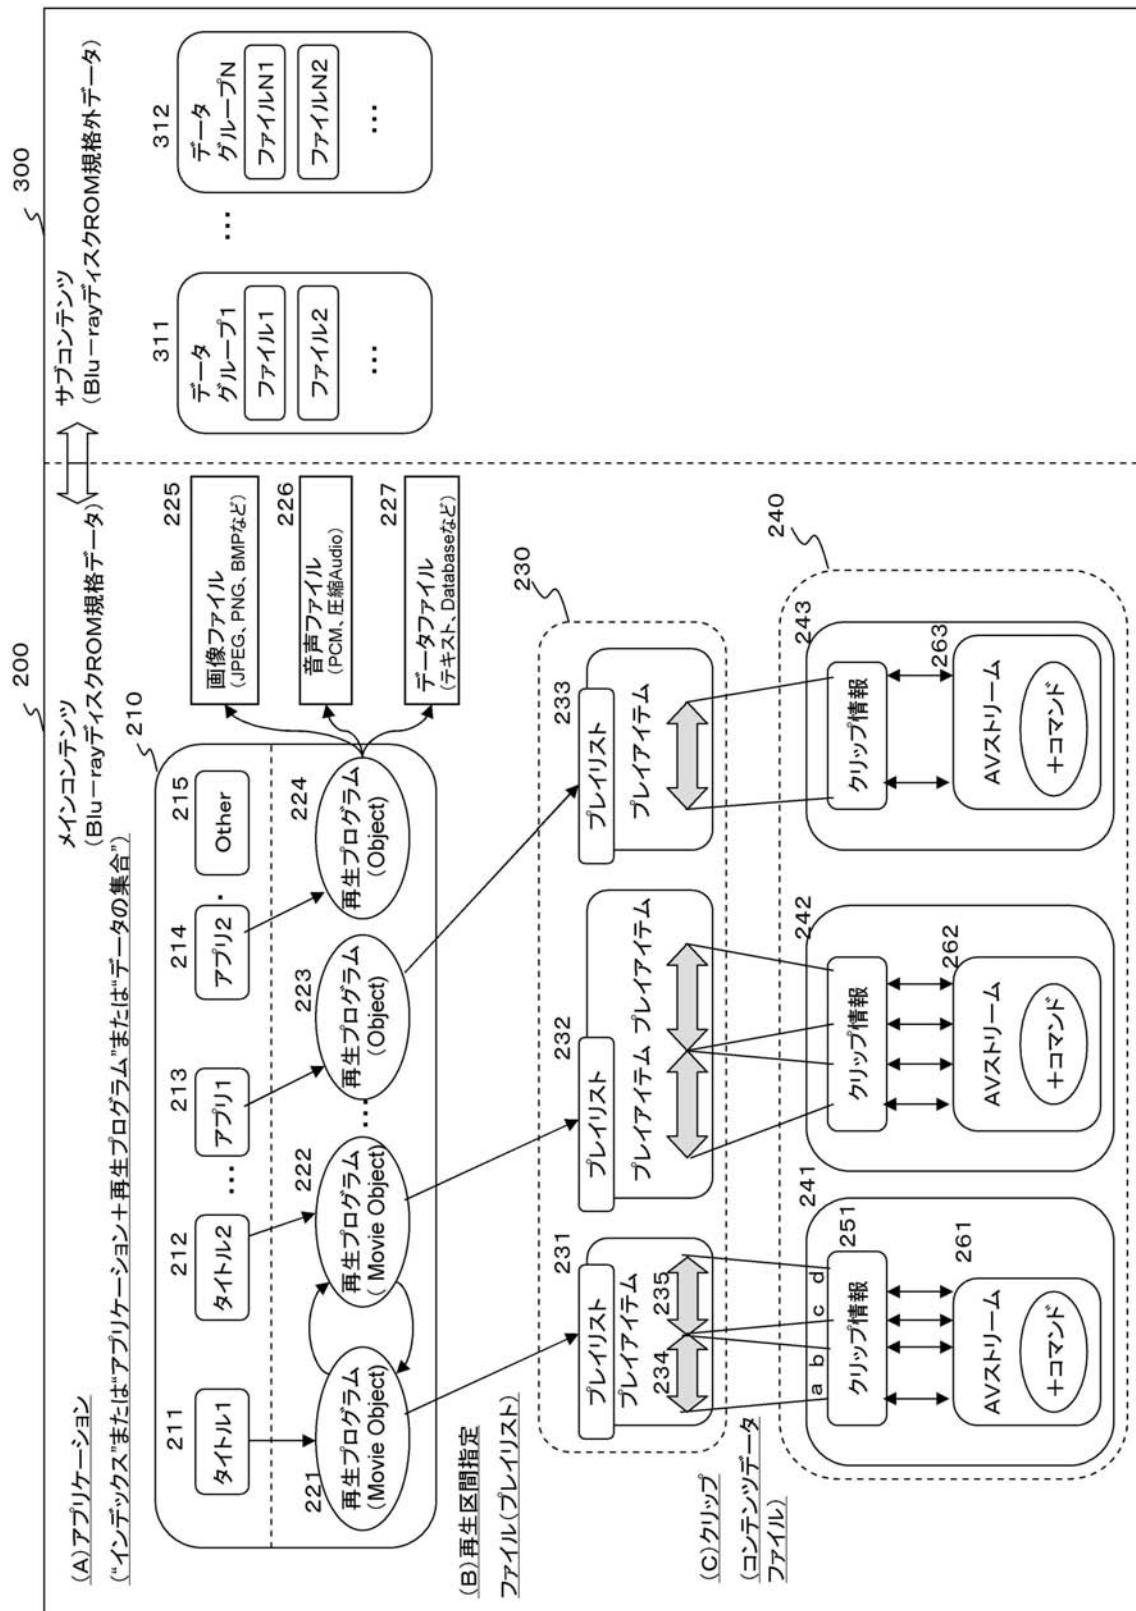 200
300
メインコンテンツ
(Blu－rayディスクROM規格データ)
サブコンテンツ
(Blu－rayディスクROM規格外データ)
(A)アプリケーション
(“インデックス”または“アプリケーション＋再生プログラム”または“データの集合”)
210
211
タイトル1
212
タイトル2
…
213
アプリ1
214
アプリ2
215
Other
221
再生プログラム
(Movie Object)
222
再生プログラム
(Movie Object)
…
223
再生プログラム
(Object)
224
再生プログラム
(Object)
225
画像ファイル
(JPEG、PNG、BMPなど)
226
音声ファイル
(PCM、圧縮Audio)
227
データファイル
(テキスト、Databaseなど)
311
データ
グループ1
ファイル1
ファイル2
…
…
312
データ
グループN
ファイルN1
ファイルN2
…
(B)再生区間指定
ファイル(プレイリスト)
230
231
プレイリスト
プレイアイテム
234
235
232
プレイリスト
プレイアイテム
プレイアイテム
233
プレイリスト
プレイアイテム
(C)クリップ
(コンテンツデータ
ファイル)
240
241
a
b
c
d
251
クリップ情報
261
AVストリーム
＋コマンド
242
クリップ情報
262
AVストリーム
＋コマンド
243
クリップ情報
263
AVストリーム
＋コマンド